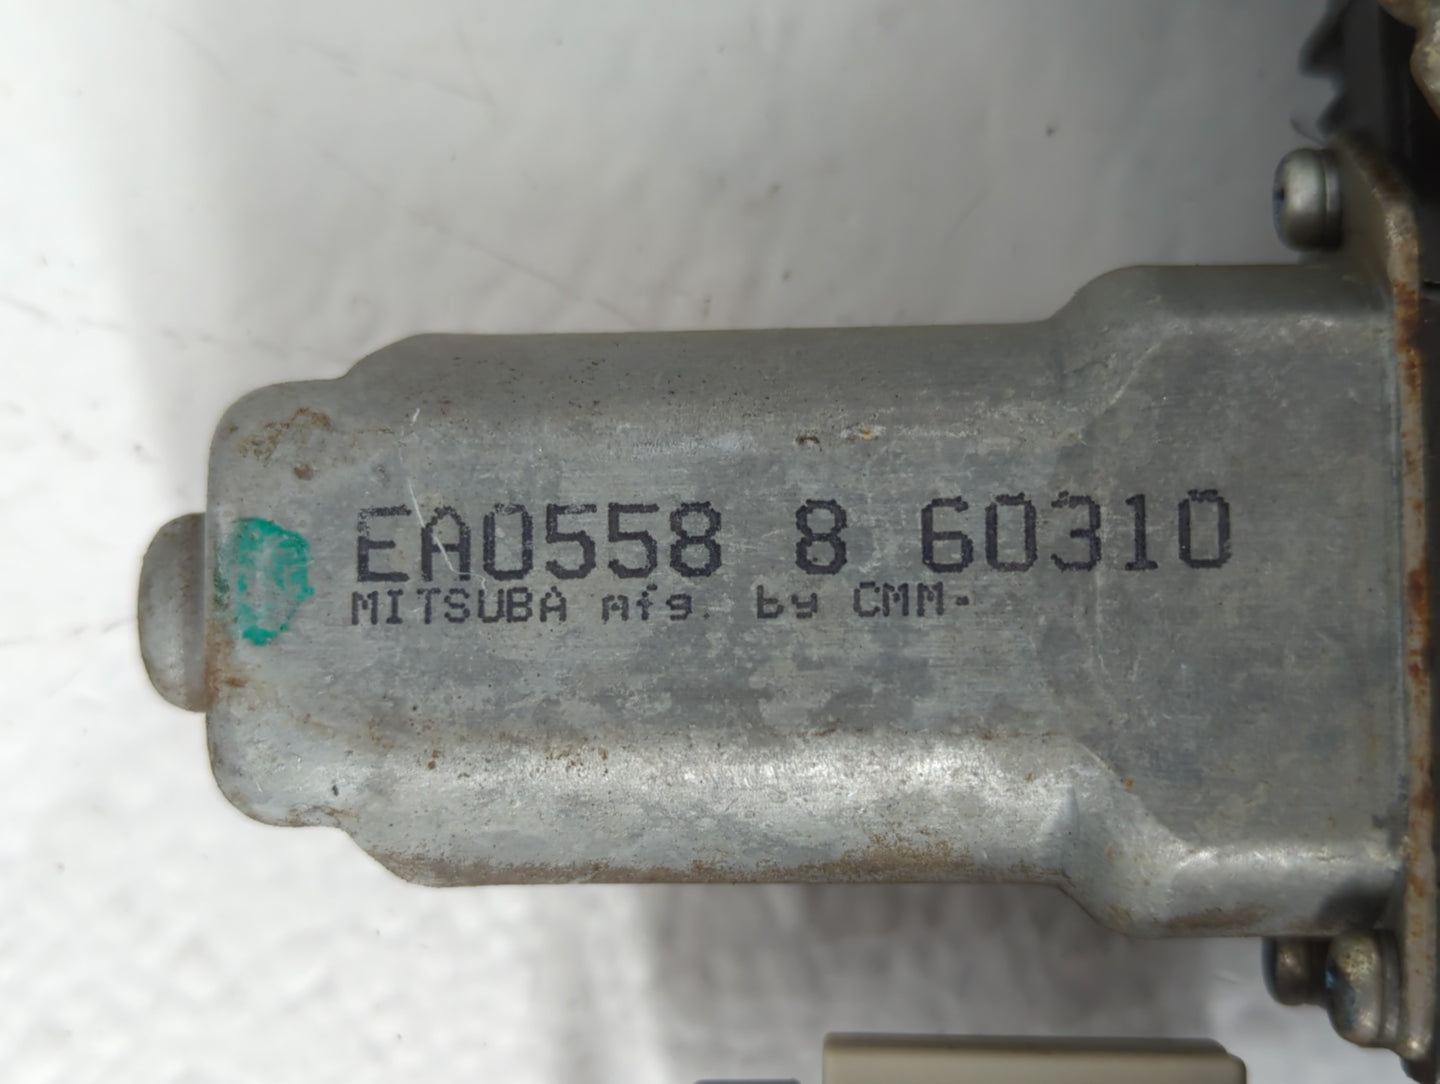 EA0558 8 60310
MITSUBA mfg. by CMM-